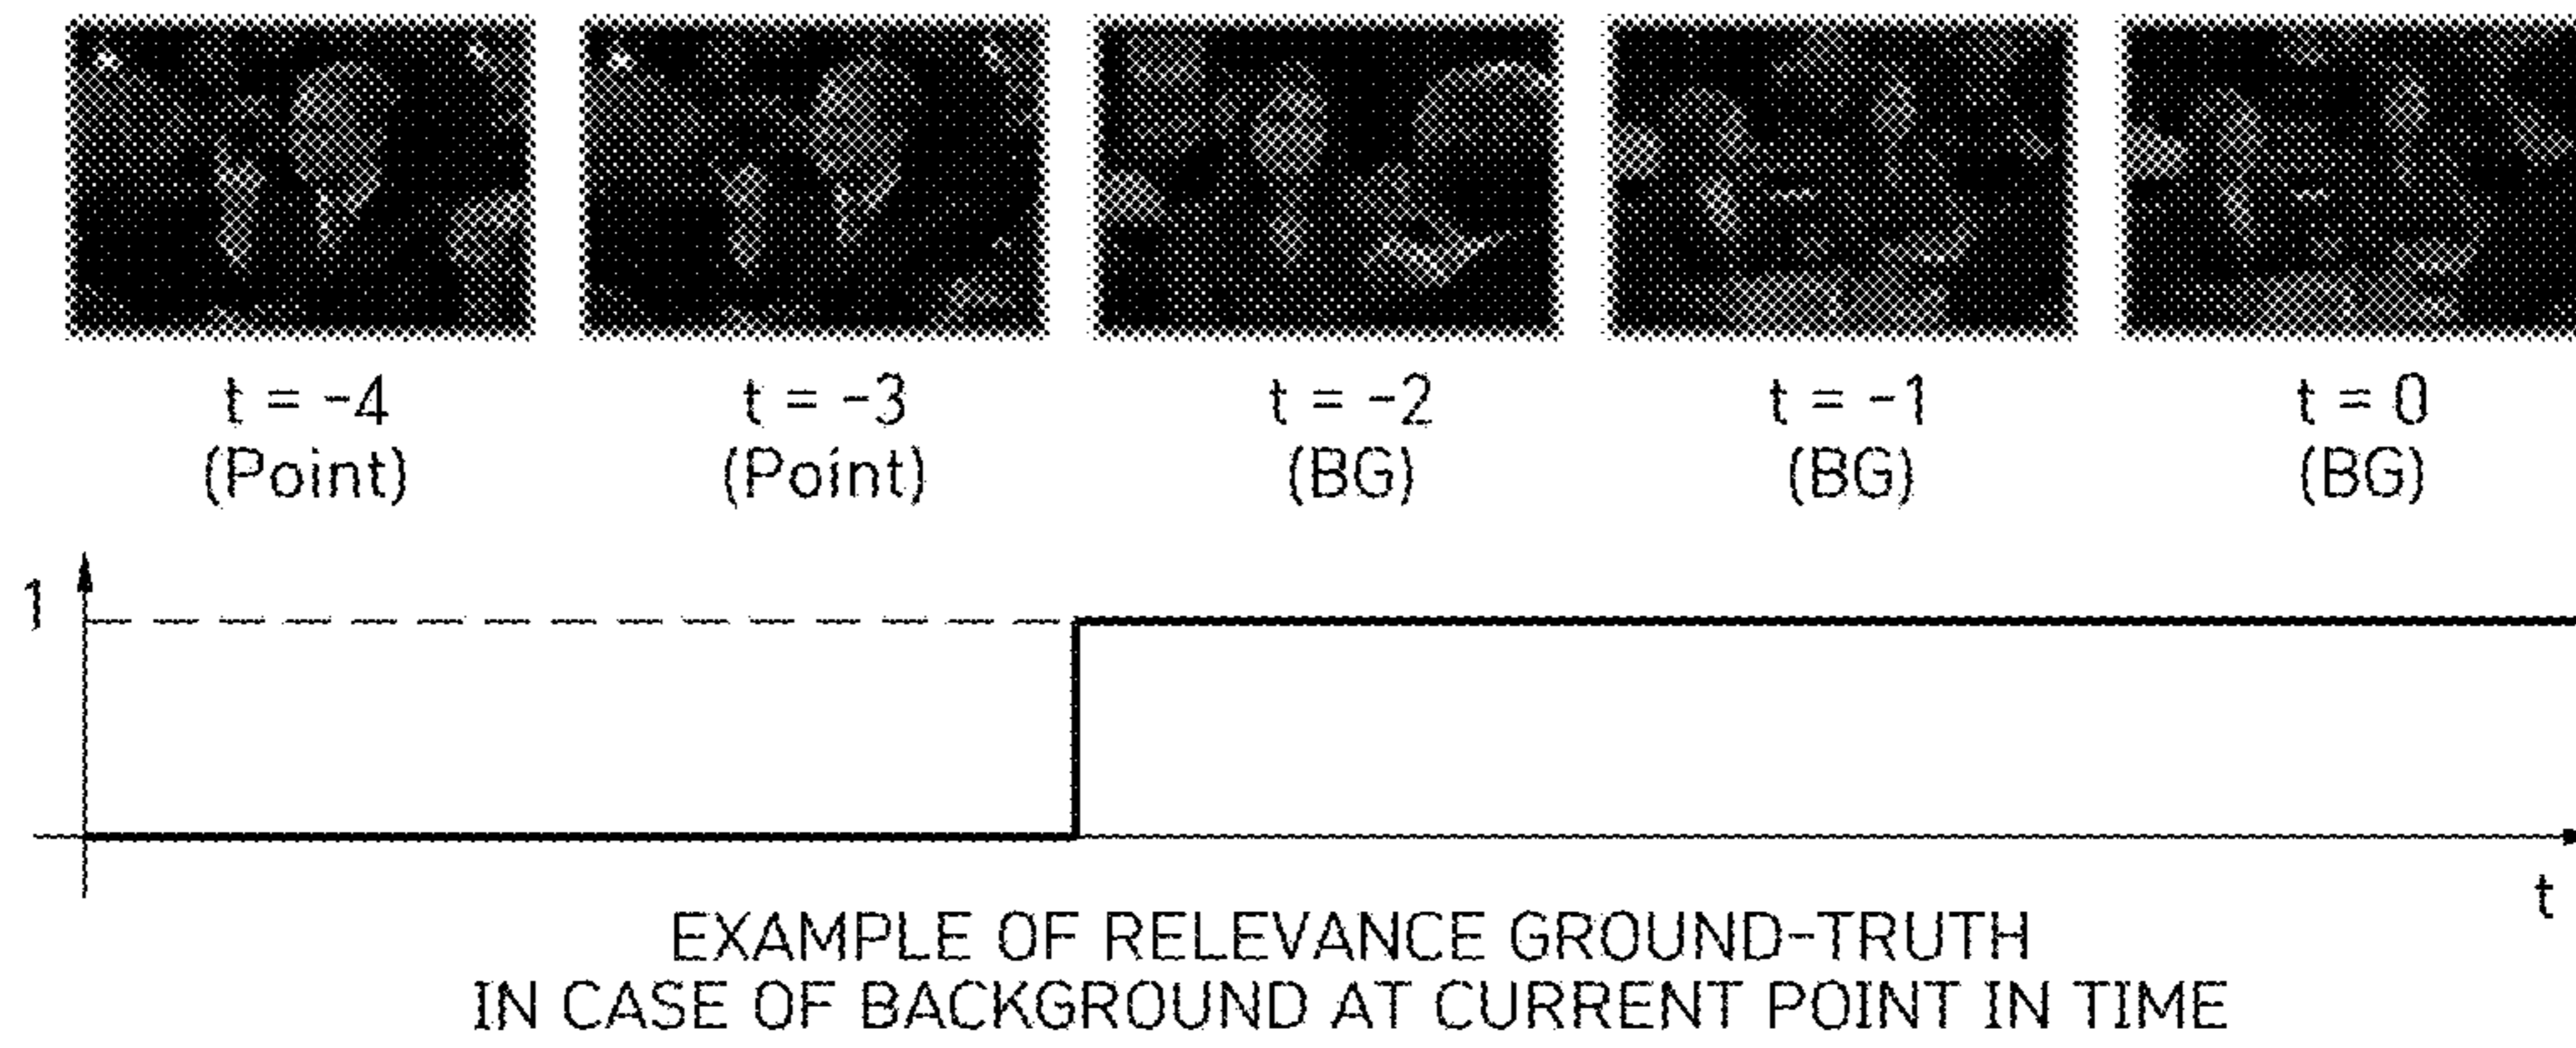 t = -4
(Point)
t = -3
(Point)
t = -2
(BG)
t = -1
(BG)
t = 0
(BG)
1
t
EXAMPLE OF RELEVANCE GROUND-TRUTH
IN CASE OF BACKGROUND AT CURRENT POINT IN TIME